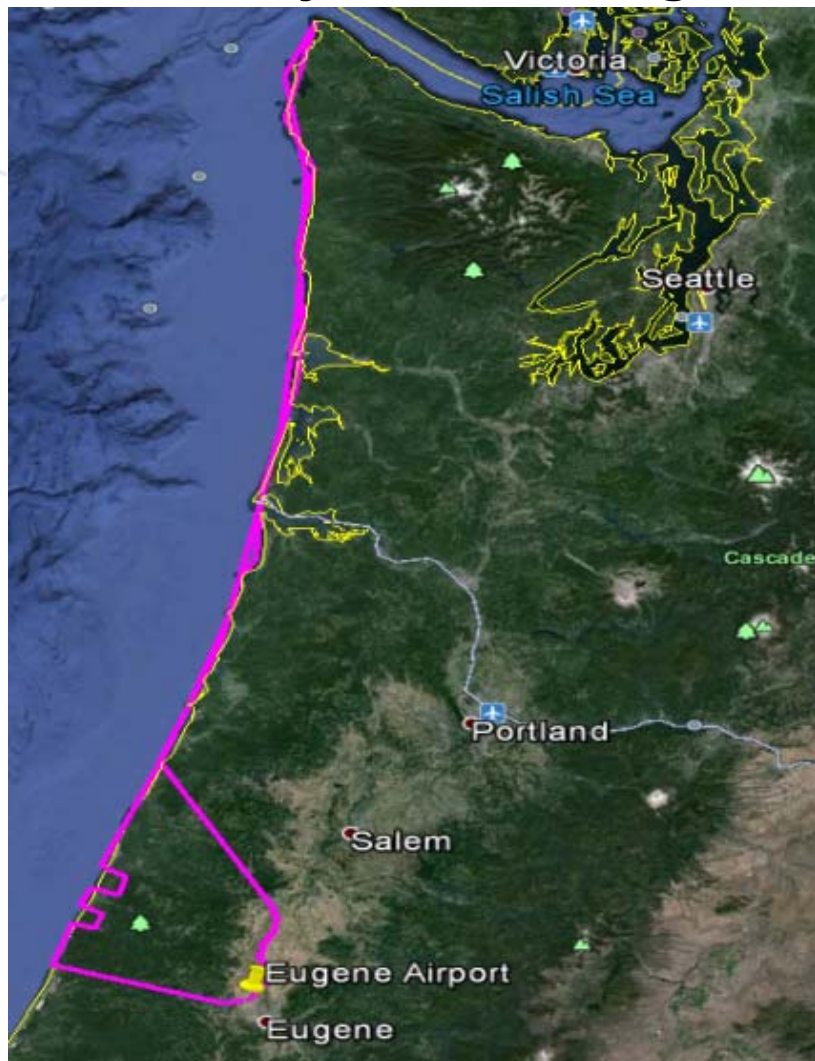 Victoria
Salish Sea
Seattle
Cascade
Portland
Salem
Eugene Airport
Eugene